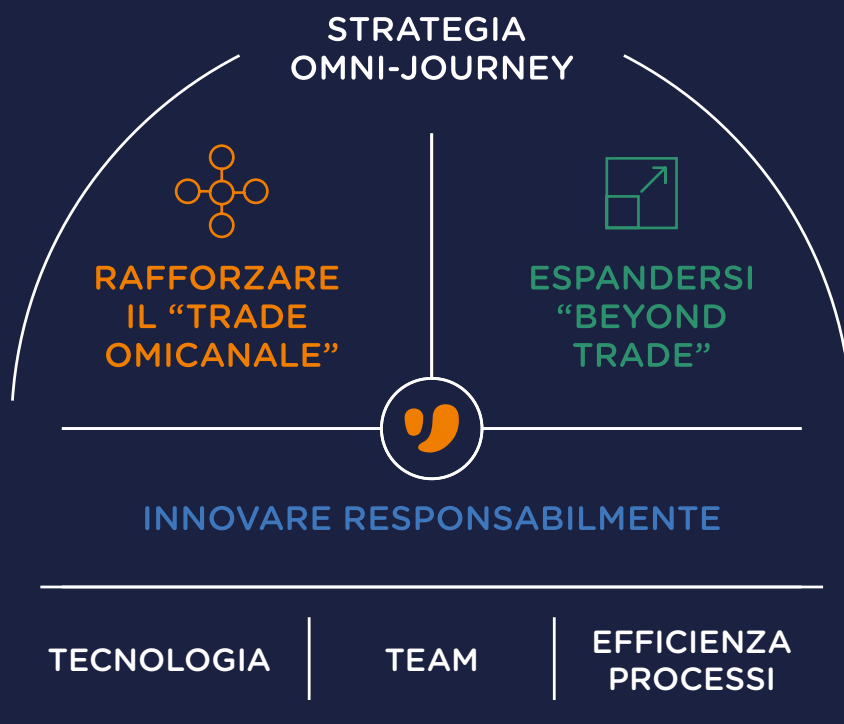 STRATEGIA
OMNI-JOURNEY
RAFFORZARE
IL “TRADE
OMICANALE”
ESPANDERSI
“BEYOND
TRADE”
INNOVARE RESPONSABILMENTE
TECNOLOGIA
TEAM
EFFICIENZA
PROCESSI